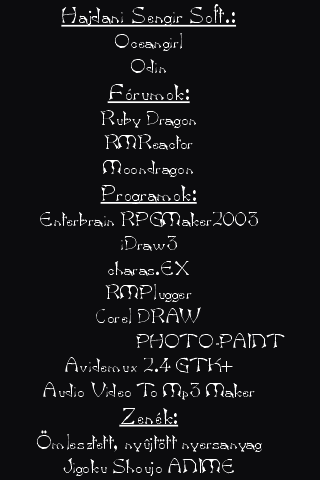 Hajdani Sengir Soft.:
Oceangirl
Odin
Fórumok:
Ruby Dragon
RMReactor
Moondragon
Programok:
Enterbrain RPGMaker2003
iDraw3
charas.EX
RMPlugger
Corel DRAW
PHOTO-PAINT
Avidemux 2.4 GTK+
Audio Video To Mp3 Maker
Zenék:
Ömlesztett, nyújtott nyersanyag
Jigoku Shoujo ANIME